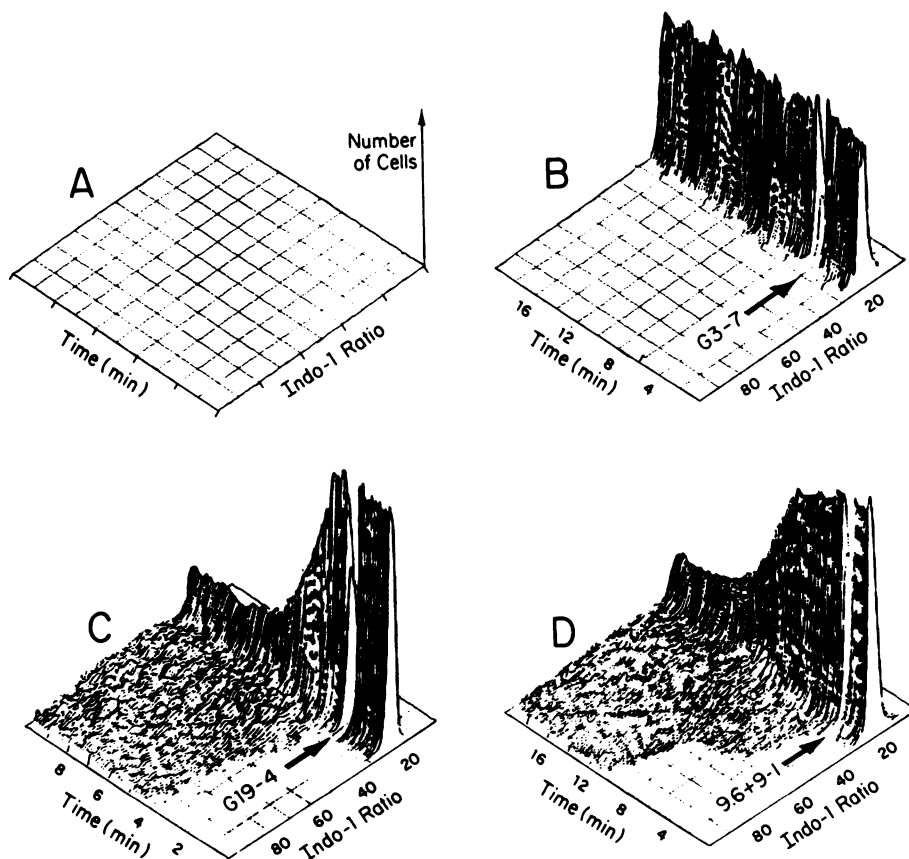 A
Number
of Cells
Time (min)
Indo-1 Ratio
B
G3-7
16 12 8 4
Time (min)
80 60 40 20
Indo-1 Ratio
C
G19-4
8 6 4 2
Time (min)
80 60 40 20
Indo-1 Ratio
D
9.6+9-1
16 12 8 4
Time (min)
80 60 40 20
Indo-1 Ratio